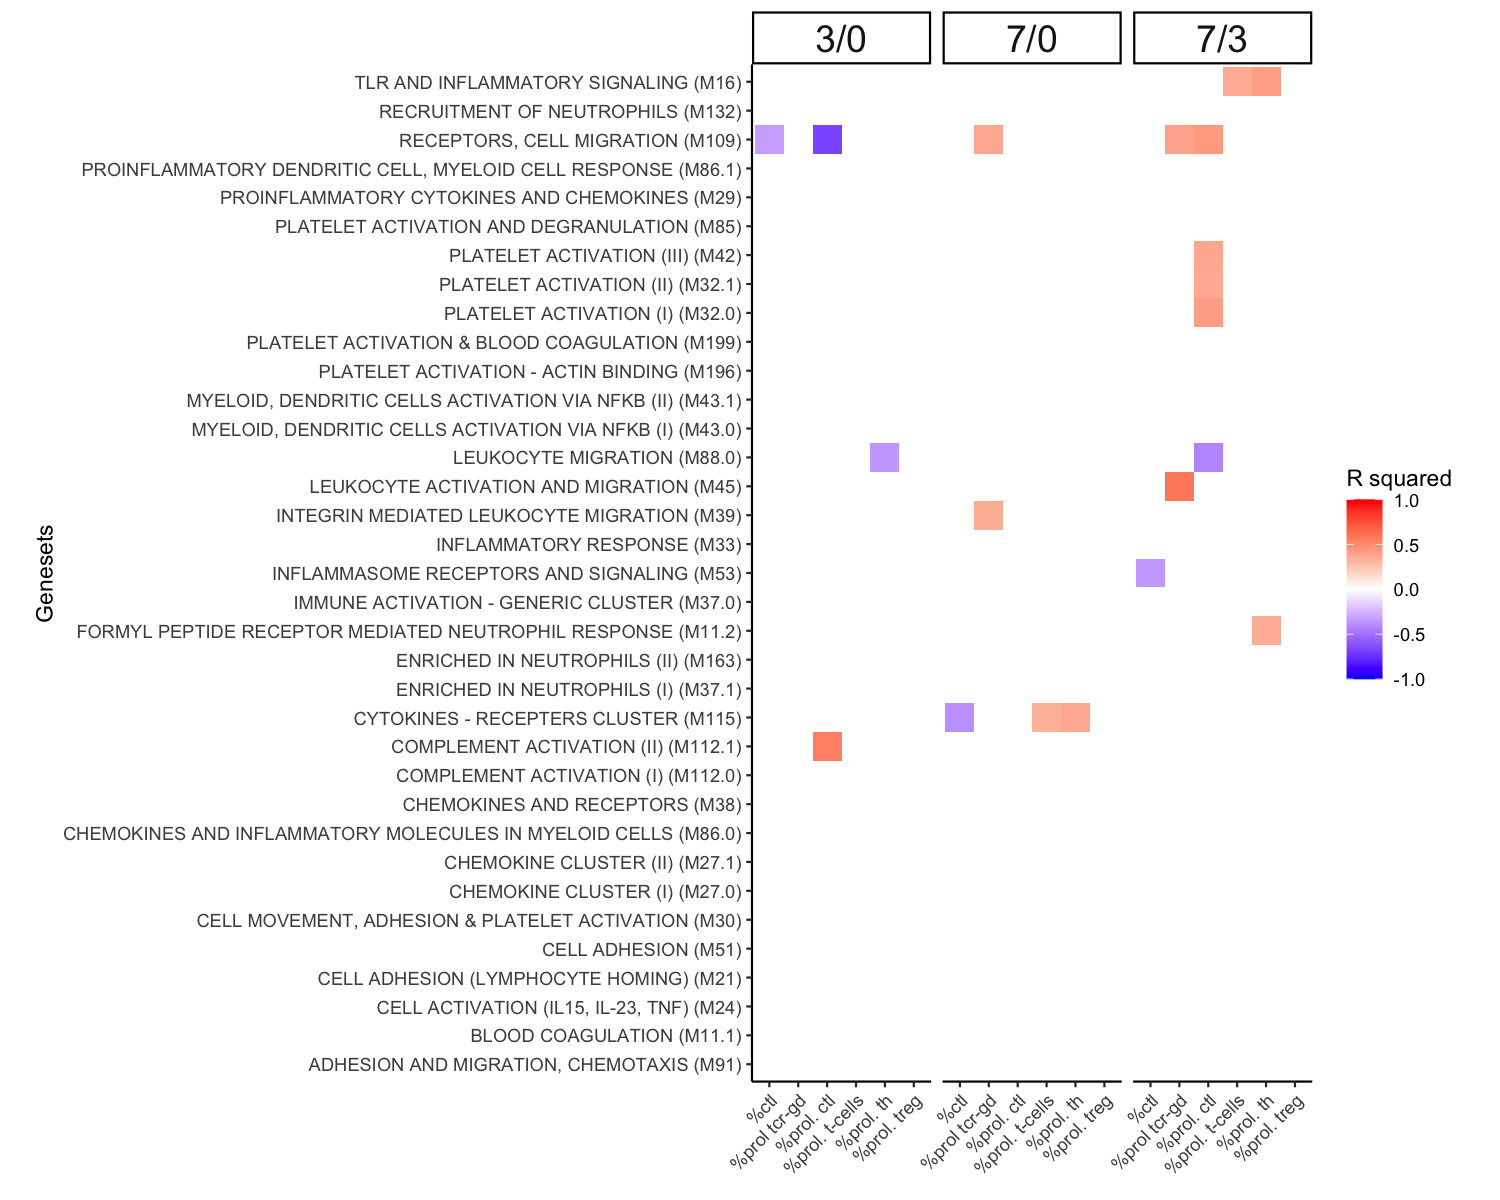 3/0
7/0
7/3
TLR AND INFLAMMATORY SIGNALING (M16)
RECRUITMENT OF NEUTROPHILS (M132)
RECEPTORS, CELL MIGRATION (M109)
PROINFLAMMATORY DENDRITIC CELL, MYELOID CELL RESPONSE (M86.1)
PROINFLAMMATORY CYTOKINES AND CHEMOKINES (M29)
PLATELET ACTIVATION AND DEGRANULATION (M85)
PLATELET ACTIVATION (III) (M42)
PLATELET ACTIVATION (II) (M32.1)
PLATELET ACTIVATION (I) (M32.0)
PLATELET ACTIVATION & BLOOD COAGULATION (M199)
PLATELET ACTIVATION - ACTIN BINDING (M196)
MYELOID, DENDRITIC CELLS ACTIVATION VIA NFKB (II) (M43.1)
MYELOID, DENDRITIC CELLS ACTIVATION VIA NFKB (I) (M43.0)
LEUKOCYTE MIGRATION (M88.0)
LEUKOCYTE ACTIVATION AND MIGRATION (M45)
INTEGRIN MEDIATED LEUKOCYTE MIGRATION (M39)
INFLAMMATORY RESPONSE (M33)
INFLAMMASOME RECEPTORS AND SIGNALING (M53)
IMMUNE ACTIVATION - GENERIC CLUSTER (M37.0)
FORMYL PEPTIDE RECEPTOR MEDIATED NEUTROPHIL RESPONSE (M11.2)
ENRICHED IN NEUTROPHILS (II) (M163)
ENRICHED IN NEUTROPHILS (I) (M37.1)
CYTOKINES - RECEPTERS CLUSTER (M115)
COMPLEMENT ACTIVATION (II) (M112.1)
COMPLEMENT ACTIVATION (I) (M112.0)
CHEMOKINES AND RECEPTORS (M38)
CHEMOKINES AND INFLAMMATORY MOLECULES IN MYELOID CELLS (M86.0)
CHEMOKINE CLUSTER (II) (M27.1)
CHEMOKINE CLUSTER (I) (M27.0)
CELL MOVEMENT, ADHESION & PLATELET ACTIVATION (M30)
CELL ADHESION (M51)
CELL ADHESION (LYMPHOCYTE HOMING) (M21)
CELL ACTIVATION (IL15, IL-23, TNF) (M24)
BLOOD COAGULATION (M11.1)
ADHESION AND MIGRATION, CHEMOTAXIS (M91)
Genesets
%ctl
%prol tcr-gd
%prol. ctl
%prol. t-cells
%prol. th
%prol. treg
%ctl
%prol tcr-gd
%prol. ctl
%prol. t-cells
%prol. th
%prol. treg
%ctl
%prol tcr-gd
%prol. ctl
%prol. t-cells
%prol. th
%prol. treg
R squared
1.0
0.5
0.0
-0.5
-1.0